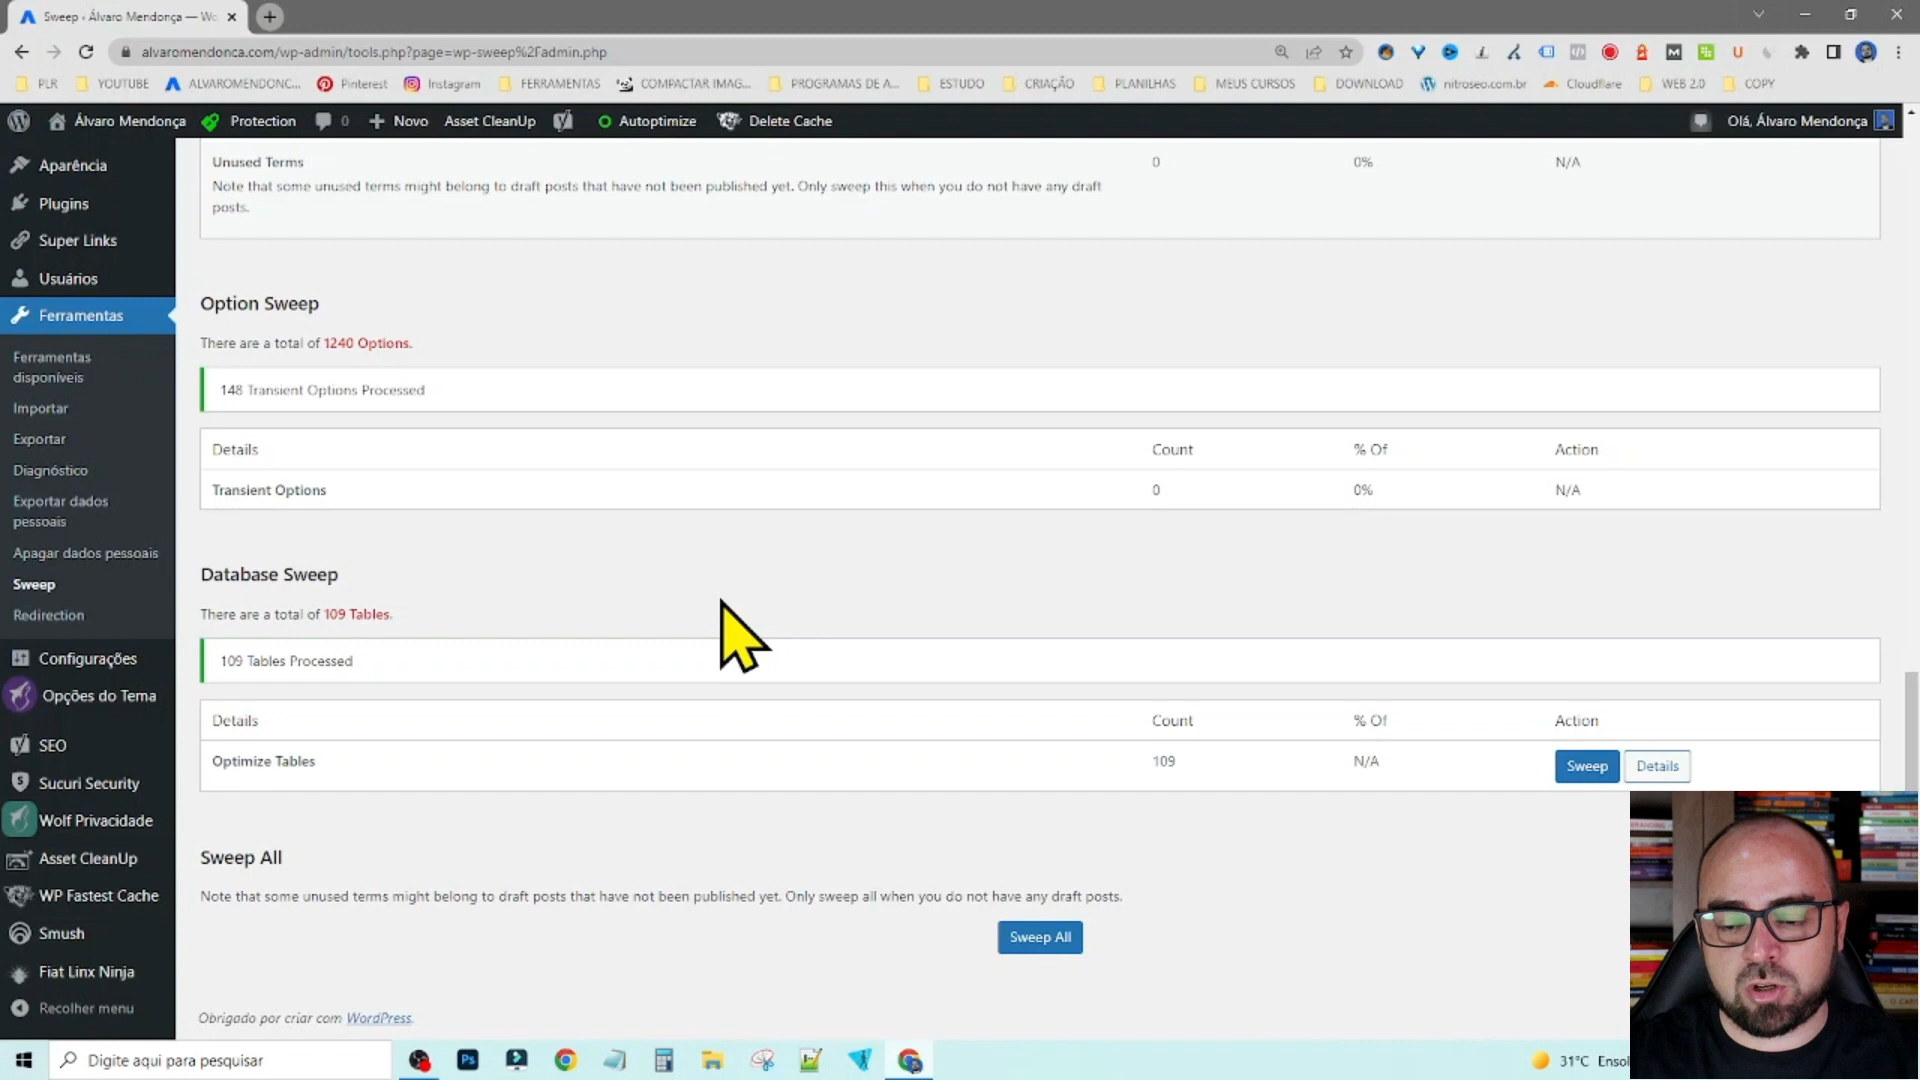 Sweep ‹ Álvaro Mendonça — Wo
alvaromendonca.com/wp-admin/tools.php?page=wp-sweep%2Fadmin.php
PLR
YOUTUBE
ALVAROMENDONC...
Pinterest
Instagram
FERRAMENTAS
COMPACTAR IMAG...
PROGRAMAS DE A...
ESTUDO
CRIAÇÃO
PLANILHAS
MEUS CURSOS
DOWNLOAD
nitroseo.com.br
Cloudflare
WEB 2.0
COPY
Álvaro Mendonça
Protection
0
Novo
Asset CleanUp
Autoptimize
Delete Cache
Olá, Álvaro Mendonça
Aparência
Plugins
Super Links
Usuários
Ferramentas
Ferramentas
disponíveis
Importar
Exportar
Diagnóstico
Exportar dados
pessoais
Apagar dados pessoais
Sweep
Redirection
Configurações
Opções do Tema
SEO
Sucuri Security
Wolf Privacidade
Asset CleanUp
WP Fastest Cache
Smush
Fiat Linx Ninja
Recolher menu
Unused Terms 0 0% N/A
Note that some unused terms might belong to draft posts that have not been published yet. Only sweep this when you do not have any draft
posts.
Option Sweep
There are a total of 1240 Options.
148 Transient Options Processed
Details Count % Of Action
Transient Options 0 0% N/A
Database Sweep
There are a total of 109 Tables.
109 Tables Processed
Details Count % Of Action
Optimize Tables 109 N/A Sweep Details
Sweep All
Note that some unused terms might belong to draft posts that have not been published yet. Only sweep all when you do not have any draft posts.
Sweep All
Obrigado por criar com WordPress.
Digite aqui para pesquisar
Ps
31°C Ensol